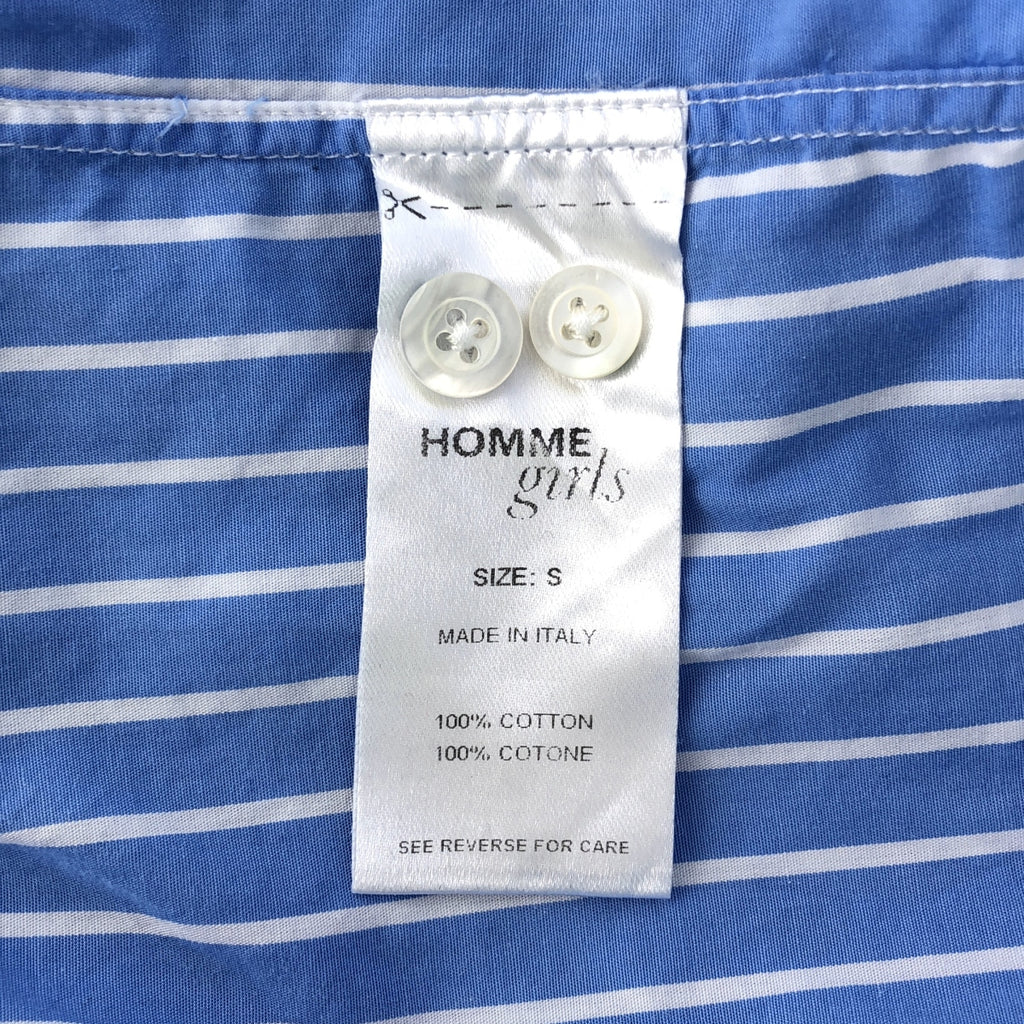 HOMME
girls
SIZE: S
MADE IN ITALY
100% COTTON
100% COTONE
SEE REVERSE FOR CARE